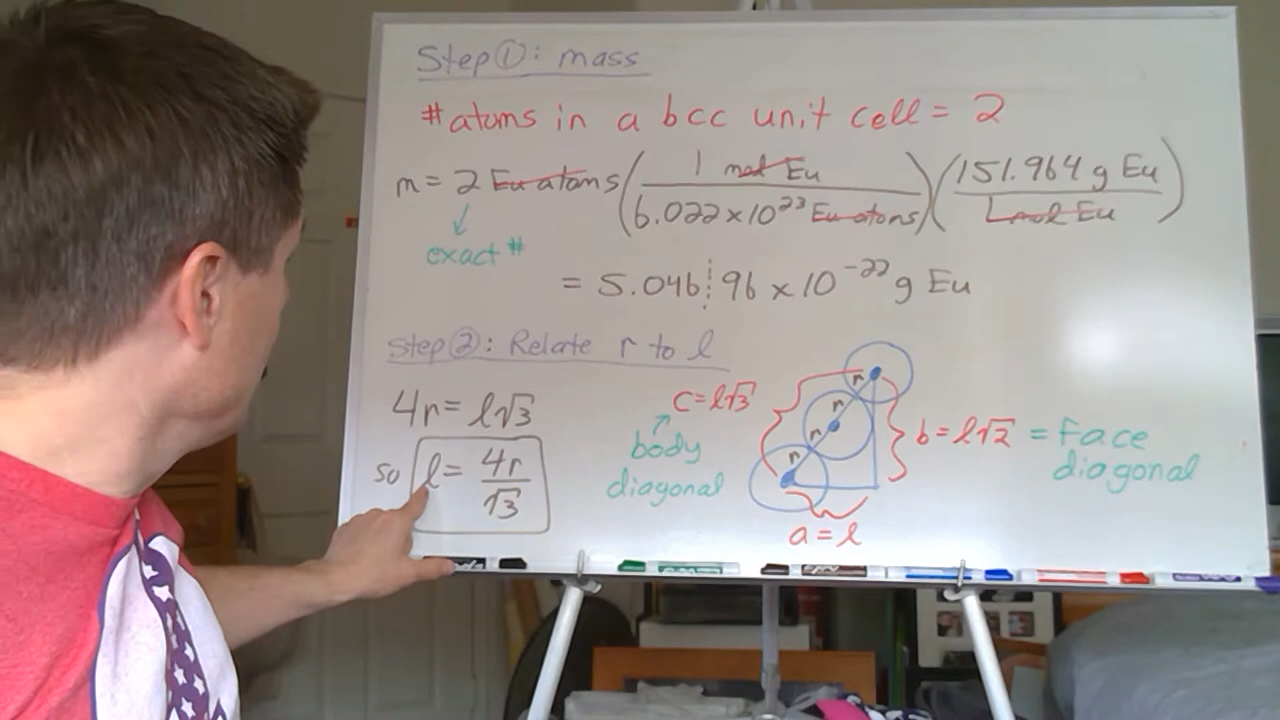 Step ①: mass
# atoms in a bcc unit cell = 2
m = 2 Eu atoms (1 mol Eu / 6.022 x 10²³ Eu atoms) (151.964 g Eu / 1 mol Eu)
exact #
= 5.046 96 x 10⁻²² g Eu
Step ②: Relate r to l
4r = l√3
so l = 4r/√3
c = l√3
body
diagonal
r
r
r
r
b = l√2 = face
diagonal
a = l